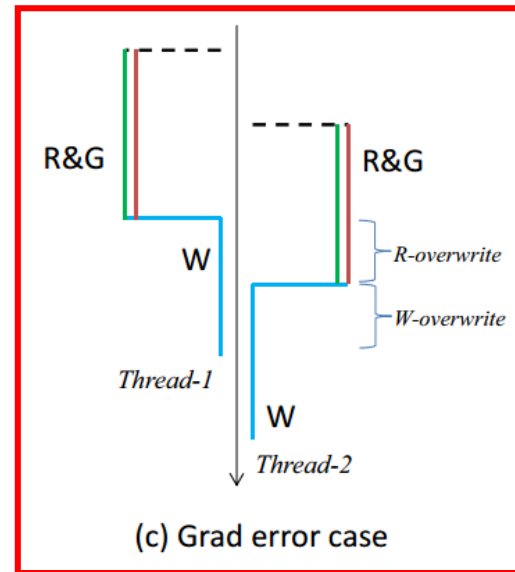 R&G
R&G
W
R-overwrite
W-overwrite
Thread-1
W
Thread-2
(c) Grad error case